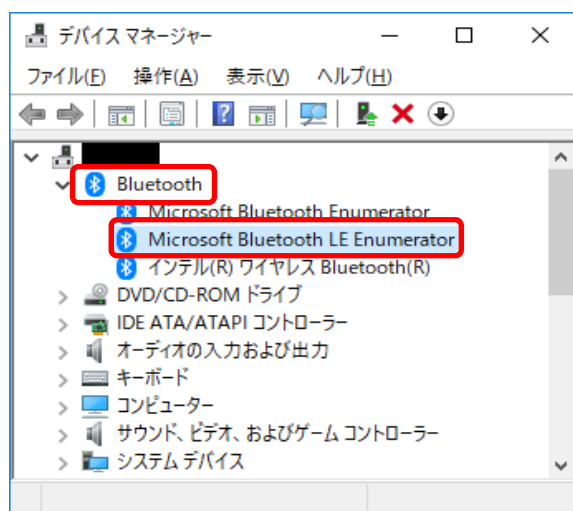 デバイス マネージャー
ファイル(F) 操作(A) 表示(V) ヘルプ(H)
Bluetooth
Microsoft Bluetooth Enumerator
Microsoft Bluetooth LE Enumerator
インテル(R) ワイヤレス Bluetooth(R)
DVD/CD-ROM ドライブ
IDE ATA/ATAPI コントローラー
オーディオの入力および出力
キーボード
コンピューター
サウンド、ビデオ、およびゲーム コントローラー
システム デバイス